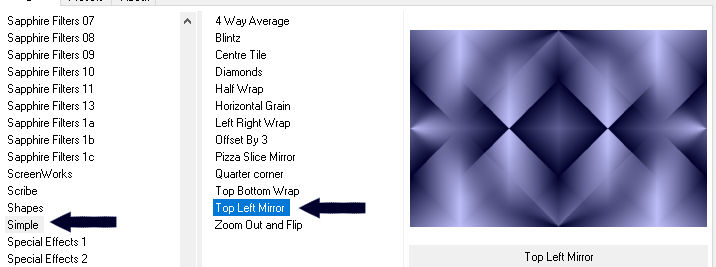 Sapphire Filters 07
Sapphire Filters 08
Sapphire Filters 09
Sapphire Filters 10
Sapphire Filters 11
Sapphire Filters 13
Sapphire Filters 1a
Sapphire Filters 1b
Sapphire Filters 1c
ScreenWorks
Scribe
Shapes
Simple
Special Effects 1
Special Effects 2
4 Way Average
Blintz
Centre Tile
Diamonds
Half Wrap
Horizontal Grain
Left Right Wrap
Offset By 3
Pizza Slice Mirror
Quarter corner
Top Bottom Wrap
Top Left Mirror
Zoom Out and Flip
Top Left Mirror